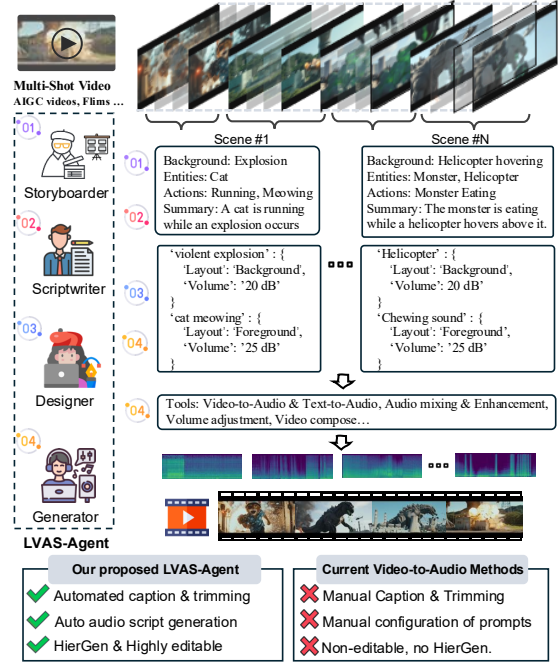 Multi-Shot Video
AIGC videos, Flims ...
01
Storyboarder
02
Scriptwriter
03
Designer
04
Generator
LVAS-Agent
Scene #1
Scene #N
01
Background: Explosion
Entities: Cat
Actions: Running, Meowing
Summary: A cat is running
while an explosion occurs
Background: Helicopter hovering
Entities: Monster, Helicopter
Actions: Monster Eating
Summary: The monster is eating
while a helicopter hovers above it.
02
03
04
‘violent explosion’ : {
‘Layout’: ‘Background’,
‘Volume’: ’20 dB’
}
‘cat meowing’ : {
‘Layout’: ‘Foreground’,
‘Volume’: ’25 dB’
}
‘Helicopter’ : {
‘Layout’: ‘Background’,
‘Volume’: 20 dB’
}
‘Chewing sound’ : {
‘Layout’: ‘Foreground’,
‘Volume’: ’25 dB’
}
04
Tools: Video-to-Audio & Text-to-Audio, Audio mixing & Enhancement,
Volume adjustment, Video compose…
Our proposed LVAS-Agent
Automated caption & trimming
Auto audio script generation
HierGen & Highly editable
Current Video-to-Audio Methods
Manual Caption & Trimming
Manual configuration of prompts
Non-editable, no HierGen.